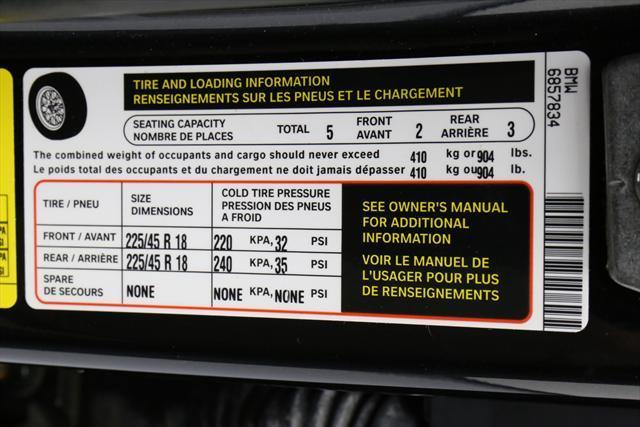 TIRE AND LOADING INFORMATION
RENSEIGNEMENTS SUR LES PNEUS ET LE CHARGEMENT
SEATING CAPACITY
NOMBRE DE PLACES
TOTAL 5
FRONT
AVANT 2
REAR
ARRIÈRE 3
The combined weight of occupants and cargo should never exceed 410 kg or 904 lbs.
Le poids total des occupants et du chargement ne doit jamais dépasser 410 kg ou 904 lb.
TIRE / PNEU
SIZE
DIMENSIONS
COLD TIRE PRESSURE
PRESSION DES PNEUS
A FROID
FRONT / AVANT 225/45 R 18 220 KPA, 32 PSI
REAR / ARRIÈRE 225/45 R 18 240 KPA, 35 PSI
SPARE
DE SECOURS NONE NONE KPA, NONE PSI
SEE OWNER'S MANUAL
FOR ADDITIONAL
INFORMATION
VOIR LE MANUEL DE
L'USAGER POUR PLUS
DE RENSEIGNEMENTS
BMW
6857834